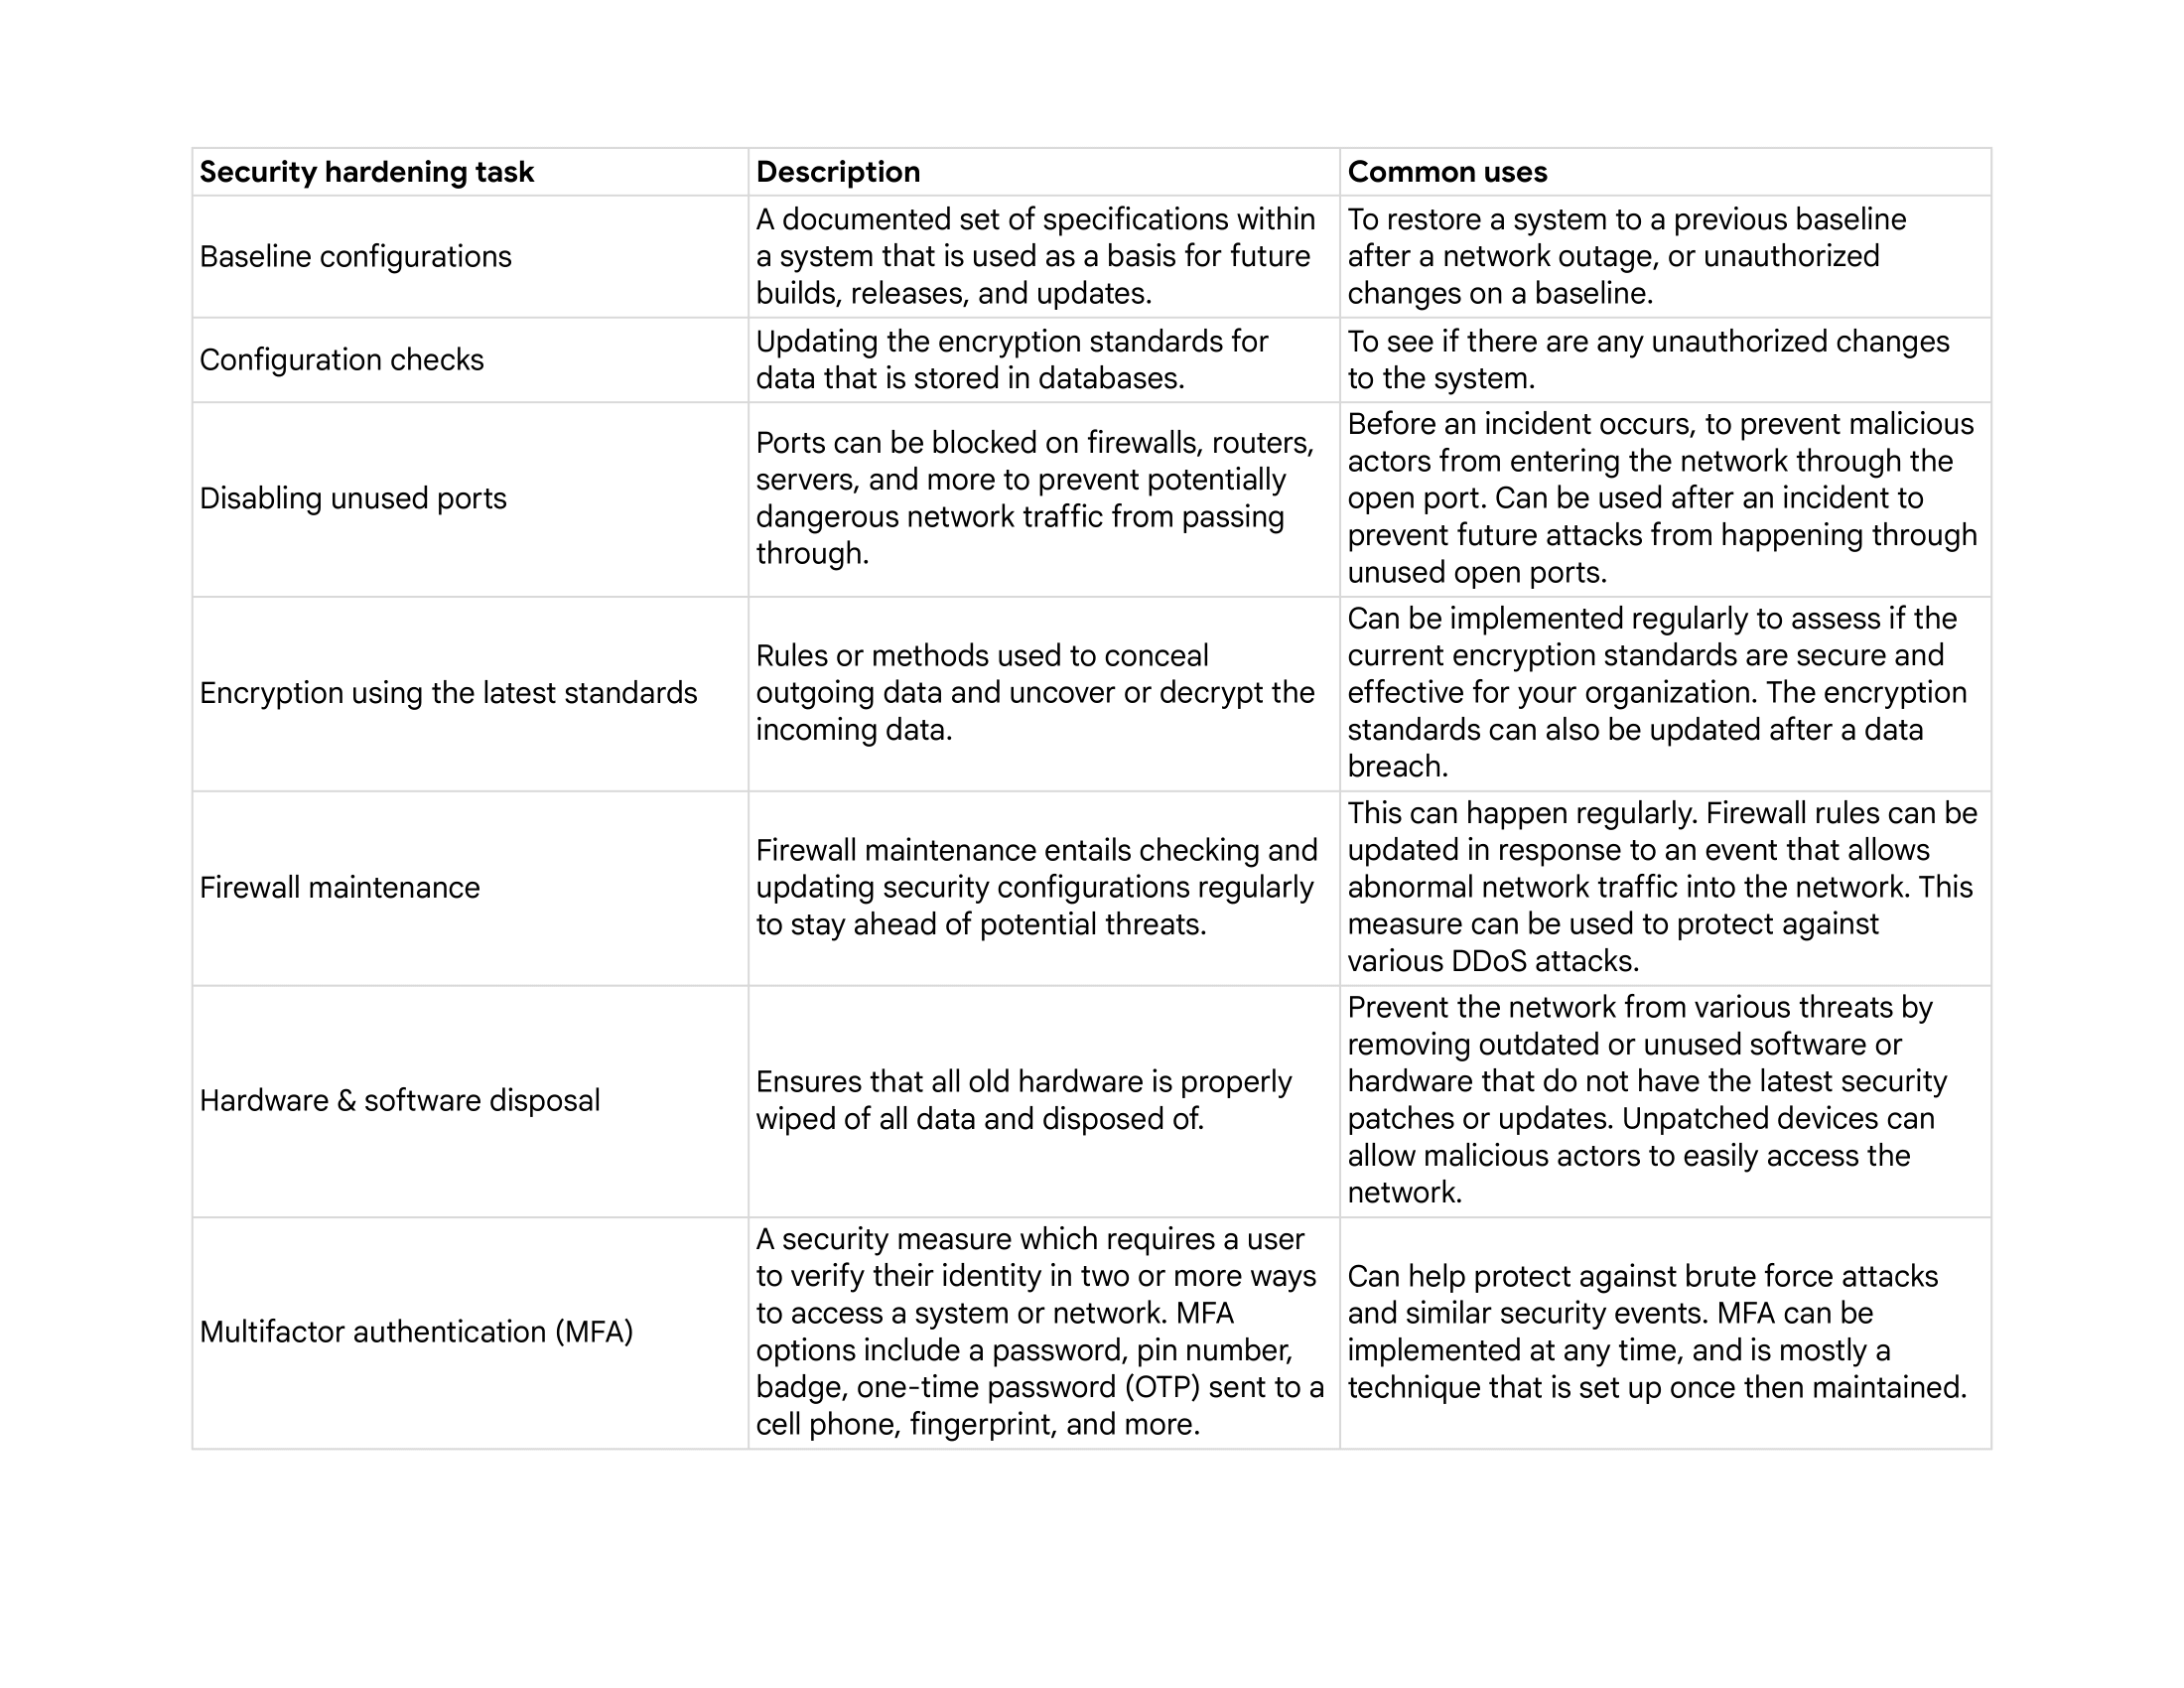 Security hardening task
Description
Common uses
Baseline configurations
A documented set of specifications within
a system that is used as a basis for future
builds, releases, and updates.
To restore a system to a previous baseline
after a network outage, or unauthorized
changes on a baseline.
Configuration checks
Updating the encryption standards for
data that is stored in databases.
To see if there are any unauthorized changes
to the system.
Disabling unused ports
Ports can be blocked on firewalls, routers,
servers, and more to prevent potentially
dangerous network traffic from passing
through.
Before an incident occurs, to prevent malicious
actors from entering the network through the
open port. Can be used after an incident to
prevent future attacks from happening through
unused open ports.
Encryption using the latest standards
Rules or methods used to conceal
outgoing data and uncover or decrypt the
incoming data.
Can be implemented regularly to assess if the
current encryption standards are secure and
effective for your organization. The encryption
standards can also be updated after a data
breach.
Firewall maintenance
Firewall maintenance entails checking and
updating security configurations regularly
to stay ahead of potential threats.
This can happen regularly. Firewall rules can be
updated in response to an event that allows
abnormal network traffic into the network. This
measure can be used to protect against
various DDoS attacks.
Hardware & software disposal
Ensures that all old hardware is properly
wiped of all data and disposed of.
Prevent the network from various threats by
removing outdated or unused software or
hardware that do not have the latest security
patches or updates. Unpatched devices can
allow malicious actors to easily access the
network.
Multifactor authentication (MFA)
A security measure which requires a user
to verify their identity in two or more ways
to access a system or network. MFA
options include a password, pin number,
badge, one-time password (OTP) sent to a
cell phone, fingerprint, and more.
Can help protect against brute force attacks
and similar security events. MFA can be
implemented at any time, and is mostly a
technique that is set up once then maintained.